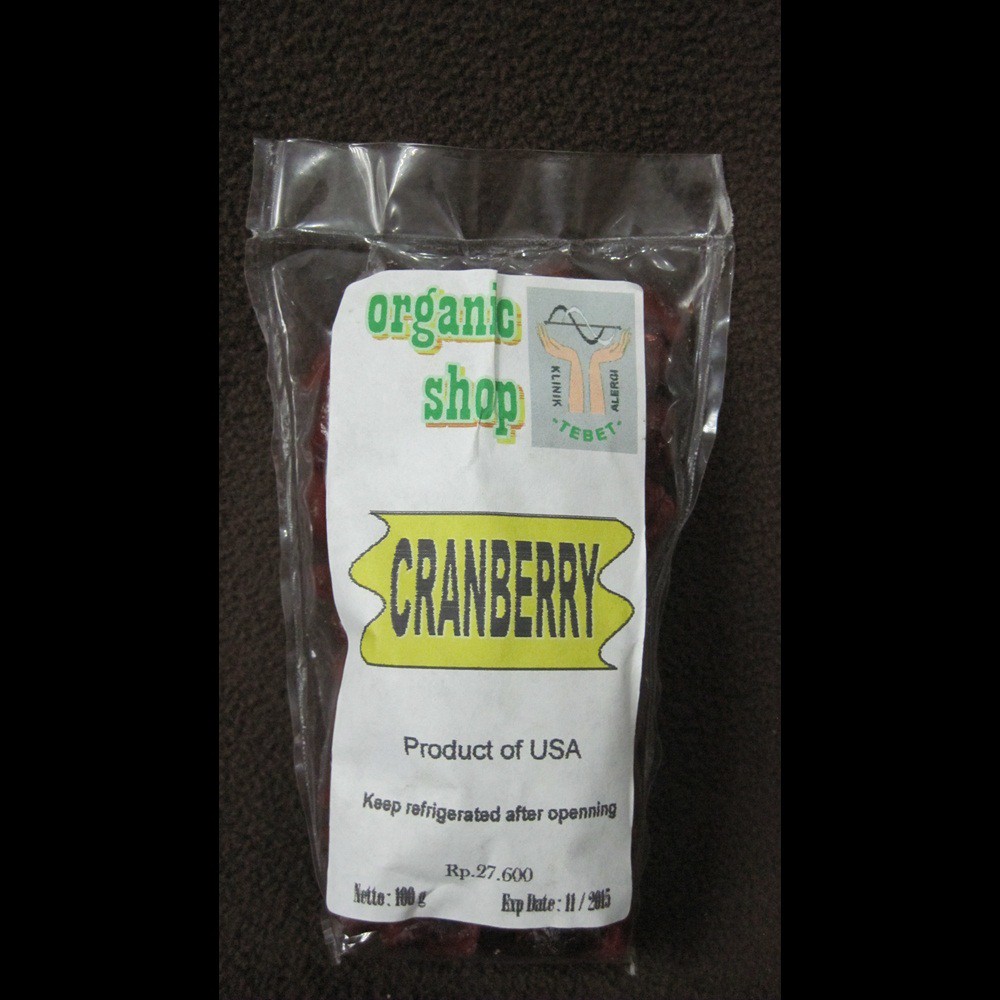 organic
shop
KLINIK
ALERGI
-TEBET-
CRANBERRY
Product of USA
Keep refrigerated after openning
Rp.27.600
Netto : 100 g
Exp Date : 11 / 2015